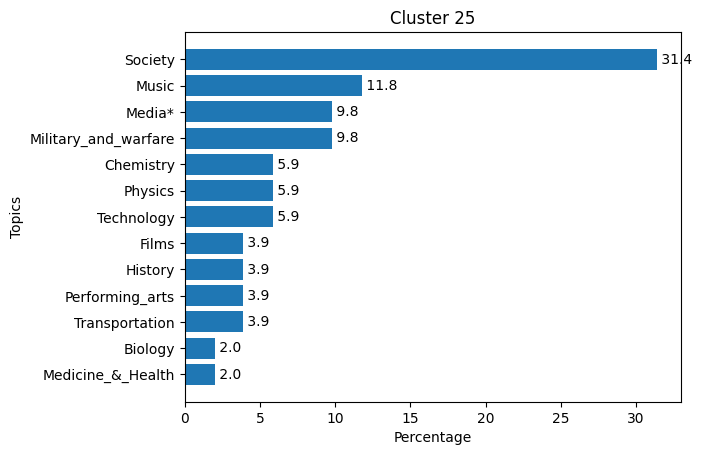 Cluster 25
Topics
Society 31.4
Music 11.8
Media* 9.8
Military_and_warfare 9.8
Chemistry 5.9
Physics 5.9
Technology 5.9
Films 3.9
History 3.9
Performing_arts 3.9
Transportation 3.9
Biology 2.0
Medicine_&_Health 2.0
0 5 10 15 20 25 30
Percentage